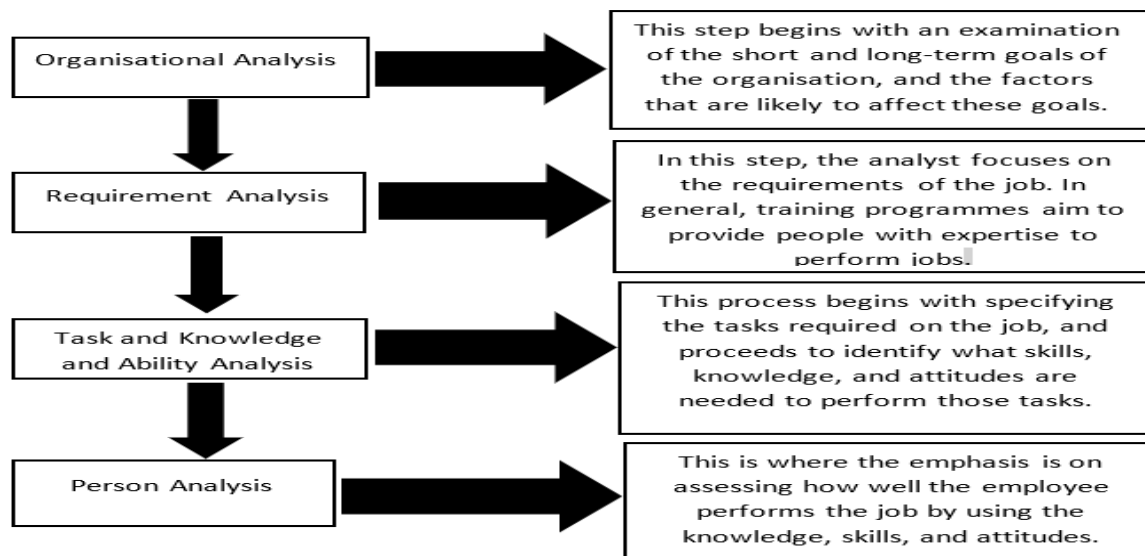 Organisational Analysis
This step begins with an examination
of the short and long-term goals of
the organisation, and the factors
that are likely to affect these goals.
Requirement Analysis
In this step, the analyst focuses on
the requirements of the job. In
general, training programmes aim to
provide people with expertise to
perform jobs.
Task and Knowledge
and Ability Analysis
This process begins with specifying
the tasks required on the job, and
proceeds to identify what skills,
knowledge, and attitudes are
needed to perform those tasks.
Person Analysis
This is where the emphasis is on
assessing how well the employee
performs the job by using the
knowledge, skills, and attitudes.